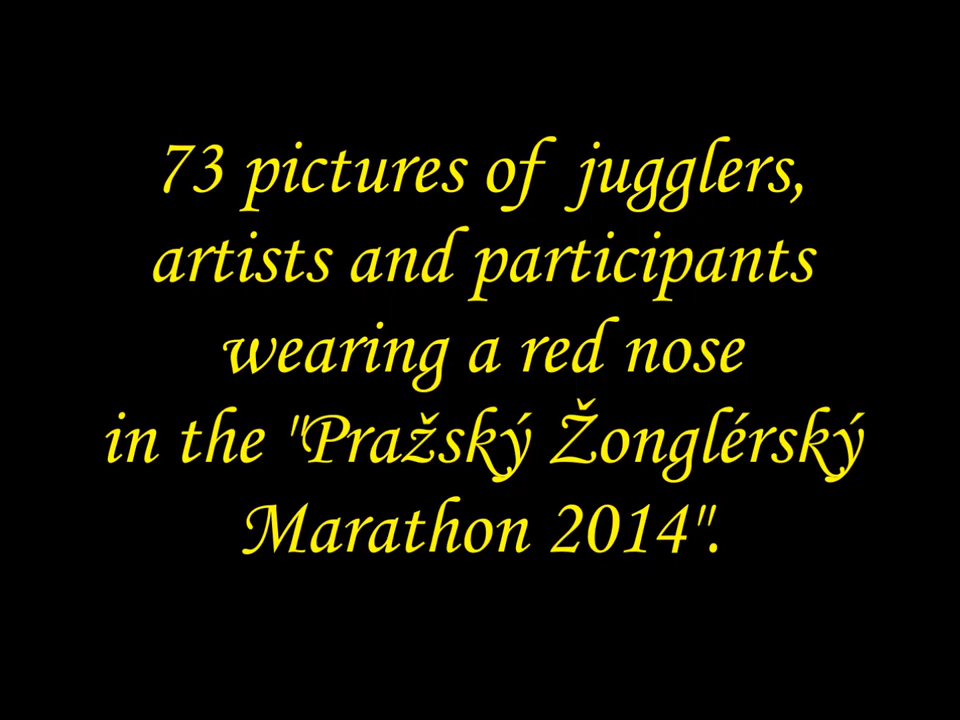 73 pictures of jugglers,
artists and participants
wearing a red nose
in the "Pražský Žonglérský
Marathon 2014".